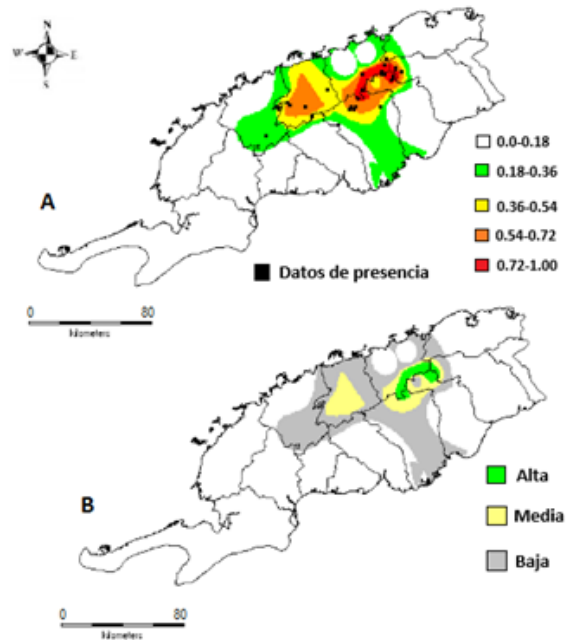 N
W E
S
A
0.0-0.18
0.18-0.36
0.36-0.54
0.54-0.72
0.72-1.00
Datos de presencia
0 80
kilometers
B
Alta
Media
Baja
0 80
kilometers